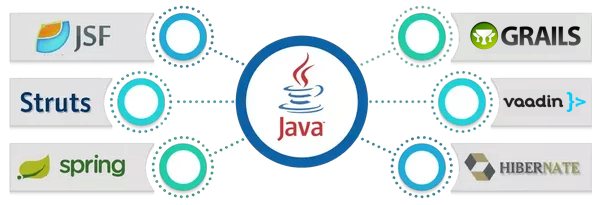 JSF
GRAILS
Struts
Java
vaadin }>
spring
HIBERNATE